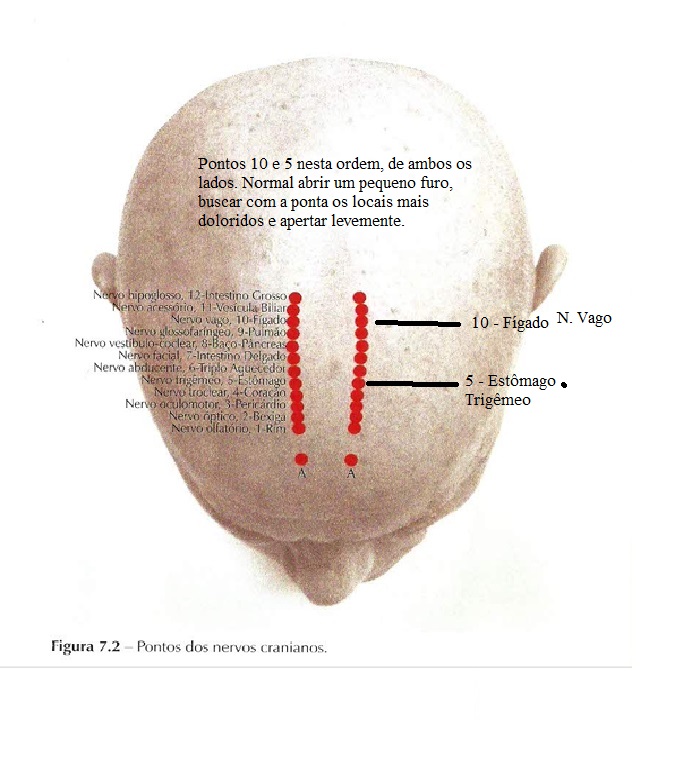 Pontos 10 e 5 nesta ordem, de ambos os
lados. Normal abrir um pequeno furo,
buscar com a ponta os locais mais
doloridos e apertar levemente.
Nervo hipoglosso, 12-Intestino Grosso
Nervo acessório, 11-Vesícula Biliar
Nervo vago, 10-Fígado
Nervo glossofaríngeo, 9-Pulmão
Nervo vestíbulo-coclear, 8-Baço-Pâncreas
Nervo facial, 7-Intestino Delgado
Nervo abducente, 6-Triplo Aquecedor
Nervo trigêmeo, 5-Estômago
Nervo troclear, 4-Coração
Nervo oculomotor, 3-Pericárdio
Nervo óptico, 2-Bexiga
Nervo olfatório, 1-Rim
10 - Fígado N. Vago
5 - Estômago
Trigêmeo
A A
Figura 7.2 – Pontos dos nervos cranianos.